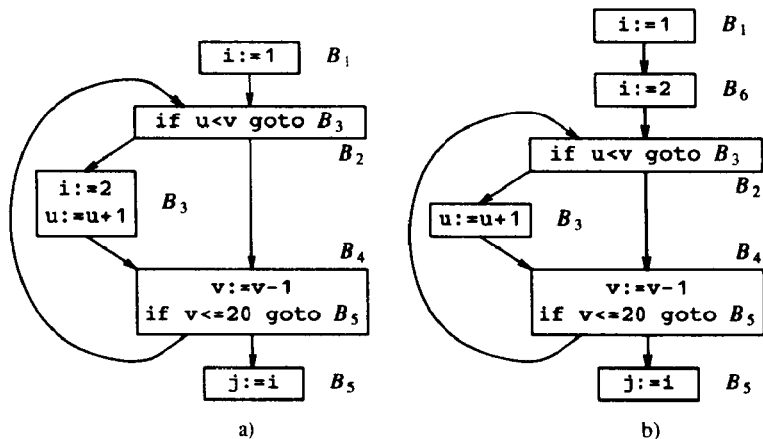 i:=1 B1
if u<v goto B3
B2
i:=2
u:=u+1
B3
B4
v:=v-1
if v<=20 goto B5
j:=i B5
a)
i:=1 B1
i:=2 B6
if u<v goto B3
B2
u:=u+1 B3
B4
v:=v-1
if v<=20 goto B5
j:=i B5
b)